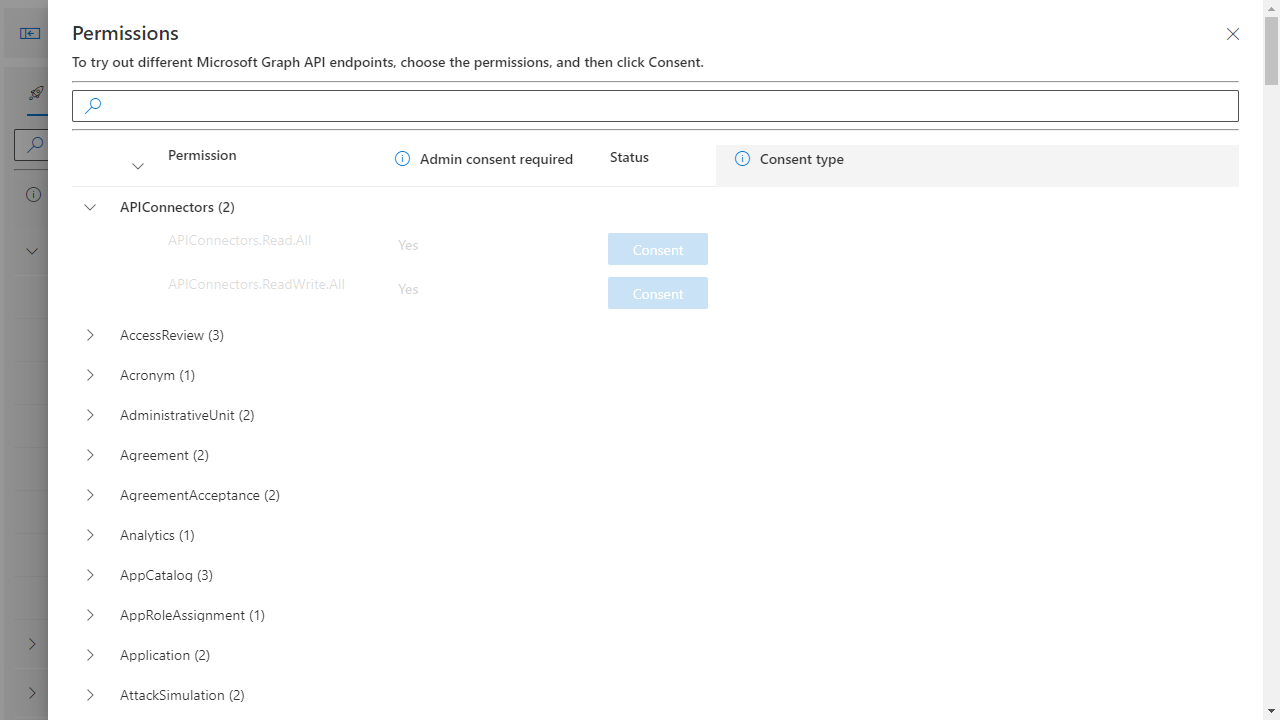 Permissions
To try out different Microsoft Graph API endpoints, choose the permissions, and then click Consent.
Permission Admin consent required Status Consent type
APIConnectors (2)
APIConnectors.Read.All Yes Consent
APIConnectors.ReadWrite.All Yes Consent
AccessReview (3)
Acronym (1)
AdministrativeUnit (2)
Agreement (2)
AgreementAcceptance (2)
Analytics (1)
AppCatalog (3)
AppRoleAssignment (1)
Application (2)
AttackSimulation (2)